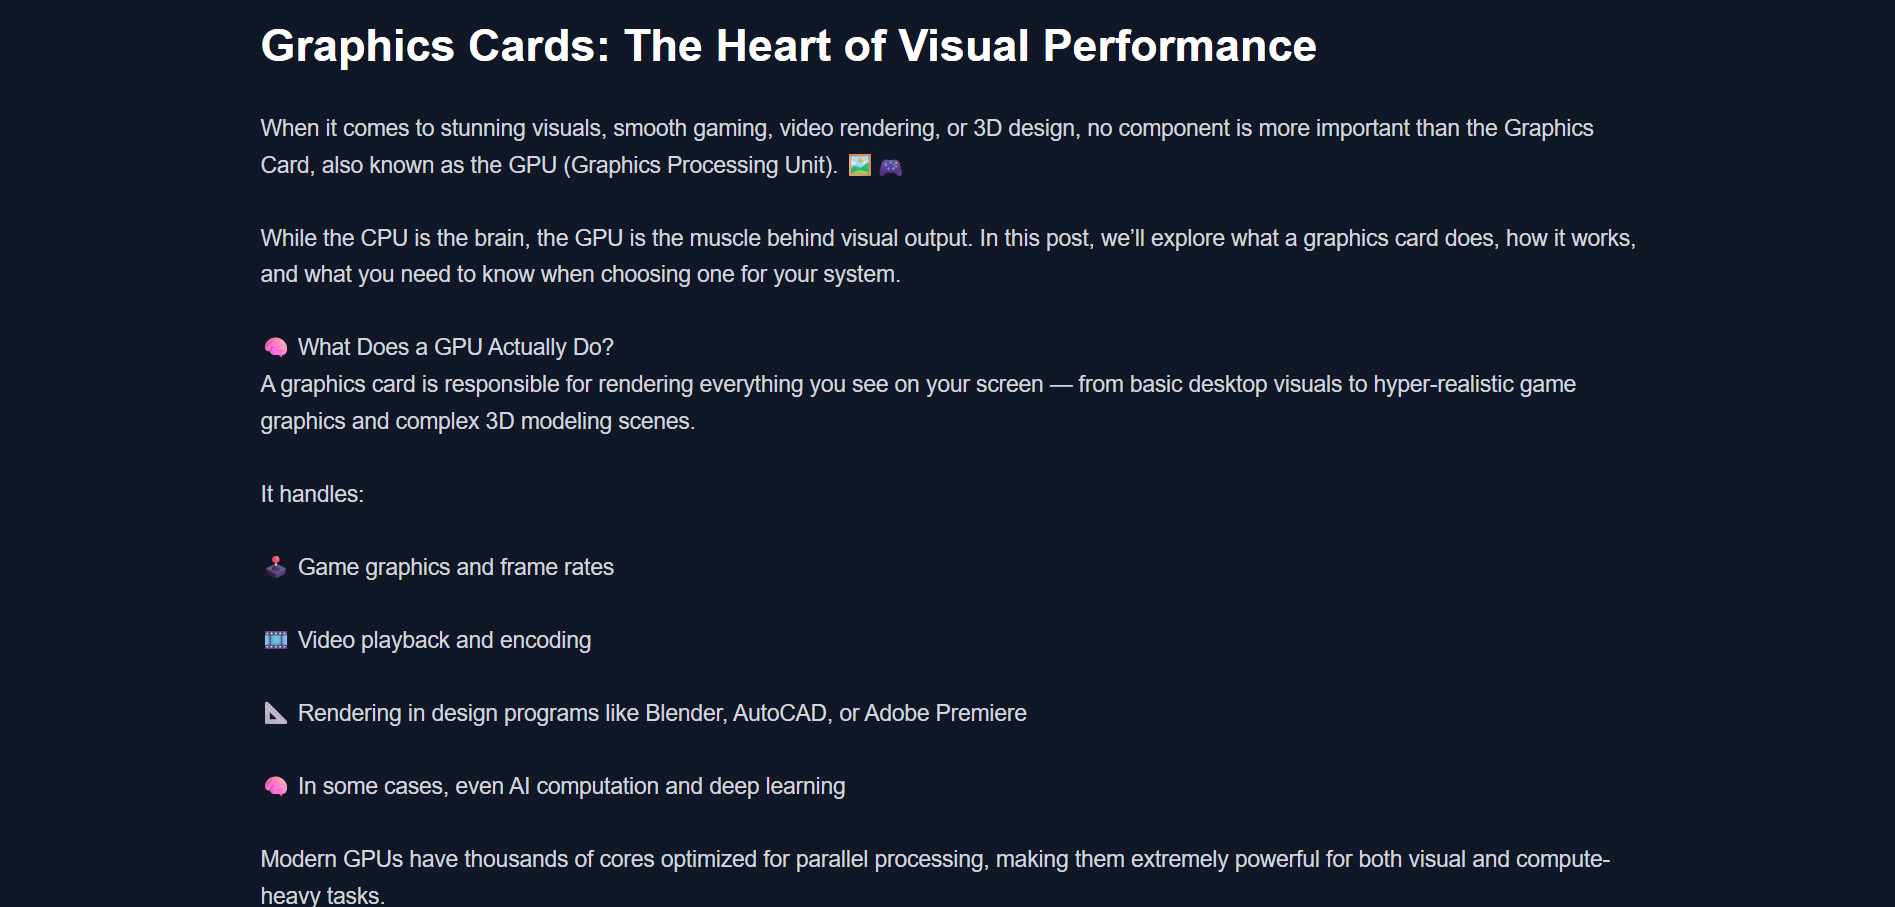 Graphics Cards: The Heart of Visual Performance
When it comes to stunning visuals, smooth gaming, video rendering, or 3D design, no component is more important than the Graphics
Card, also known as the GPU (Graphics Processing Unit). 🖼️ 🎮
While the CPU is the brain, the GPU is the muscle behind visual output. In this post, we’ll explore what a graphics card does, how it works,
and what you need to know when choosing one for your system.
🧠 What Does a GPU Actually Do?
A graphics card is responsible for rendering everything you see on your screen — from basic desktop visuals to hyper-realistic game
graphics and complex 3D modeling scenes.
It handles:
🕹️ Game graphics and frame rates
🎞️ Video playback and encoding
📐 Rendering in design programs like Blender, AutoCAD, or Adobe Premiere
🧠 In some cases, even AI computation and deep learning
Modern GPUs have thousands of cores optimized for parallel processing, making them extremely powerful for both visual and compute-
heavy tasks.